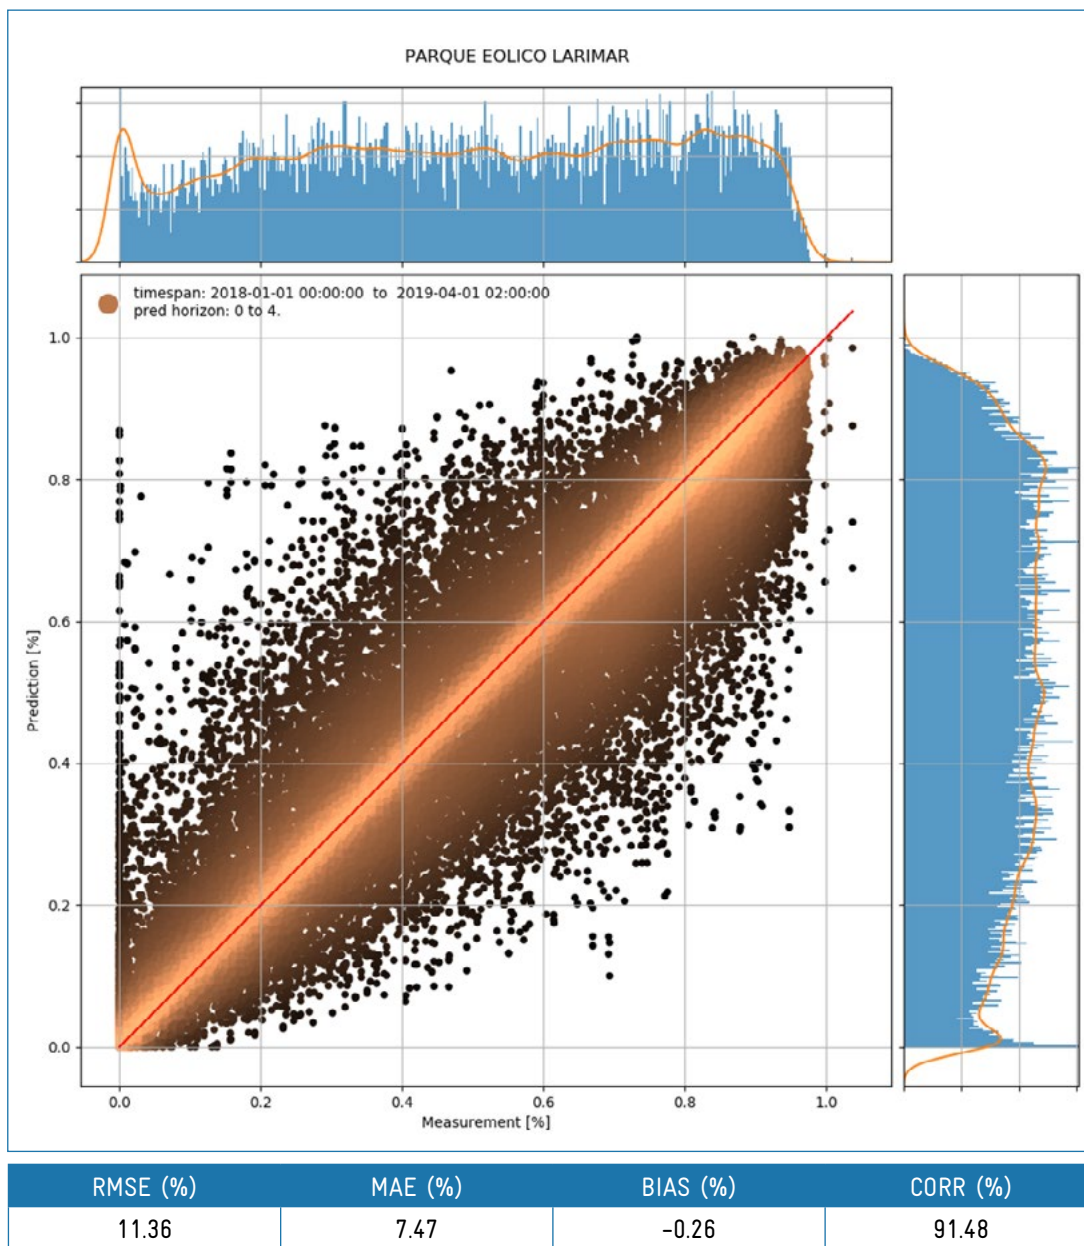 PARQUE EOLICO LARIMAR
timespan: 2018-01-01 00:00:00 to 2019-04-01 02:00:00
pred horizon: 0 to 4.
1.0
0.8
0.6
0.4
0.2
0.0
Prediction [%]
0.0 0.2 0.4 0.6 0.8 1.0
Measurement [%]
RMSE (%) MAE (%) BIAS (%) CORR (%)
11.36 7.47 -0.26 91.48